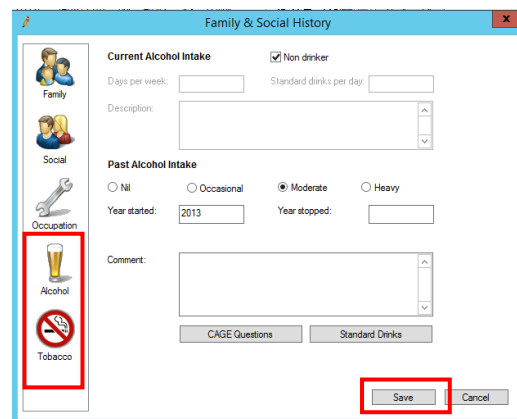 Family & Social History
x
Family
Social
Occupation
Alcohol
Tobacco
Current Alcohol Intake
Non drinker
Days per week:
Standard drinks per day:
Description:
Past Alcohol Intake
Nil
Occasional
Moderate
Heavy
Year started:
2013
Year stopped:
Comment:
CAGE Questions
Standard Drinks
Save
Cancel